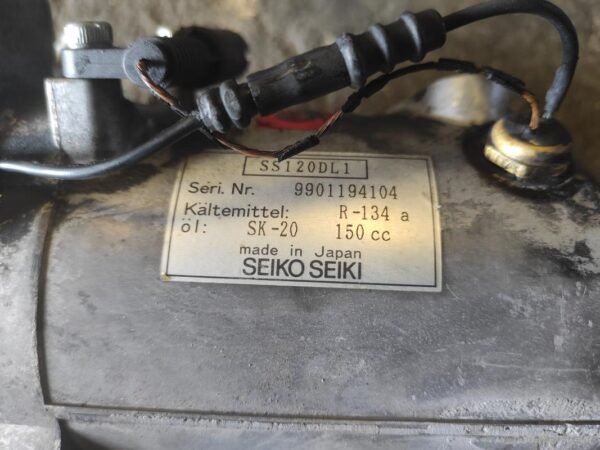 SS120DL1
Seri. Nr. 9901194104
Kältemittel: R-134 a
öl: SK-20 150 cc
made in Japan
SEIKO SEIKI